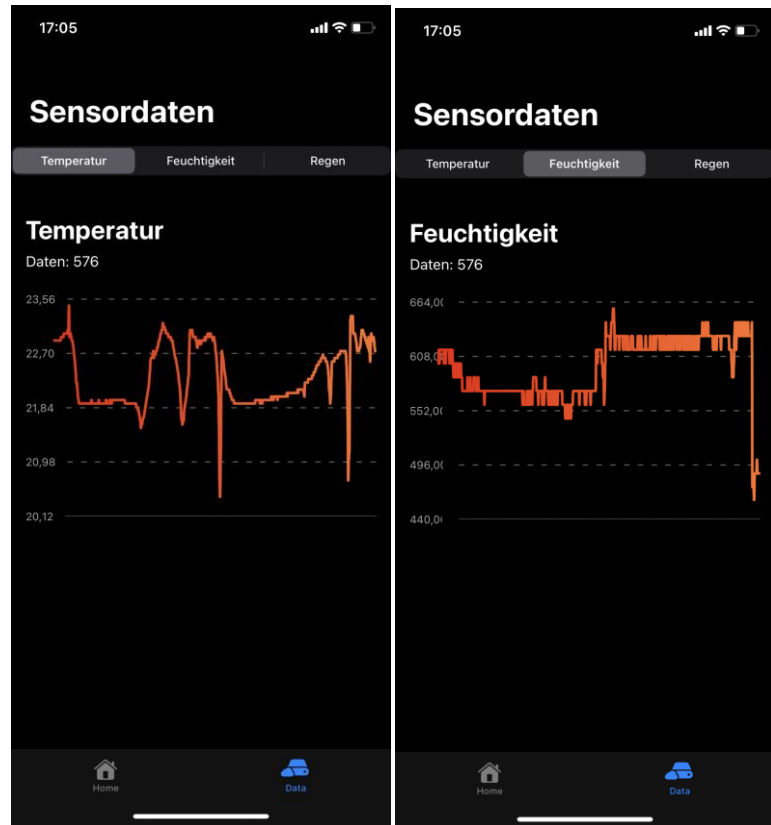 17:05
Sensordaten
Temperatur Feuchtigkeit Regen
Temperatur
Daten: 576
23,56
22,70
21,84
20,98
20,12
Home Data
17:05
Sensordaten
Temperatur Feuchtigkeit Regen
Feuchtigkeit
Daten: 576
664,0
608,0
552,0
496,0
440,0
Home Data